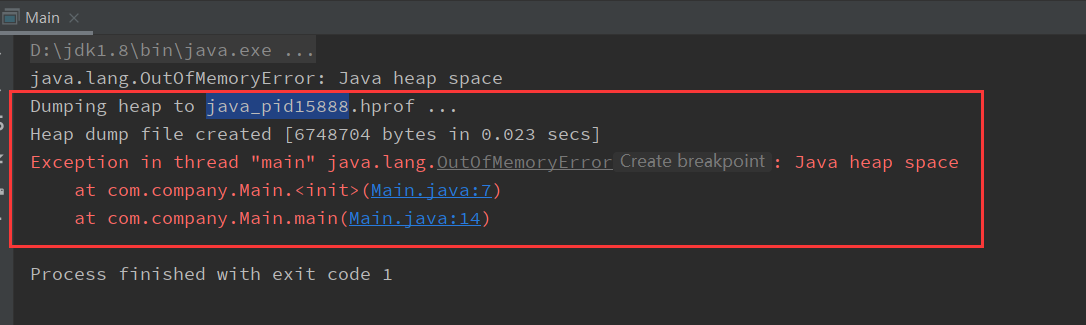 Main
D:\jdk1.8\bin\java.exe ...
java.lang.OutOfMemoryError: Java heap space
Dumping heap to java_pid15888.hprof ...
Heap dump file created [6748704 bytes in 0.023 secs]
Exception in thread "main" java.lang.OutOfMemoryError Create breakpoint : Java heap space
at com.company.Main.<init>(Main.java:7)
at com.company.Main.main(Main.java:14)
Process finished with exit code 1